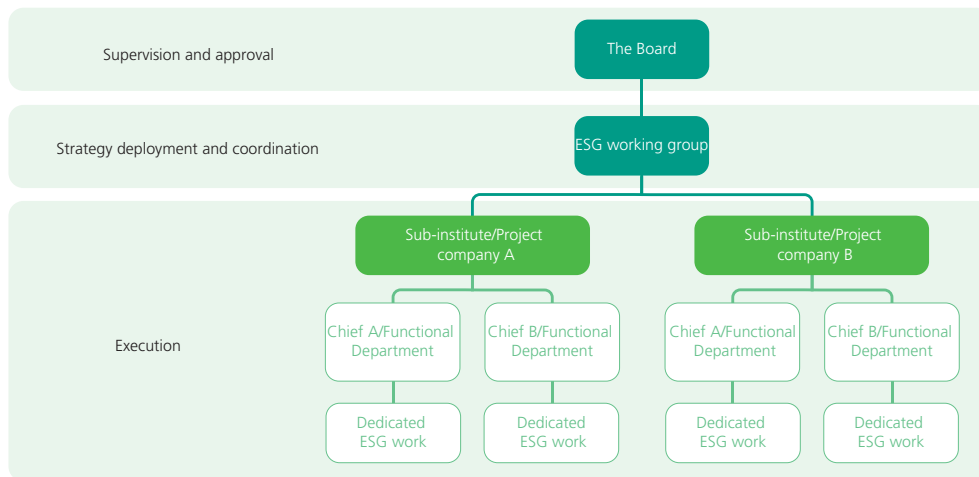 Supervision and approval
The Board
Strategy deployment and coordination
ESG working group
Execution
Sub-institute/Project
company A
Sub-institute/Project
company B
Chief A/Functional
Department
Chief B/Functional
Department
Chief A/Functional
Department
Chief B/Functional
Department
Dedicated
ESG work
Dedicated
ESG work
Dedicated
ESG work
Dedicated
ESG work